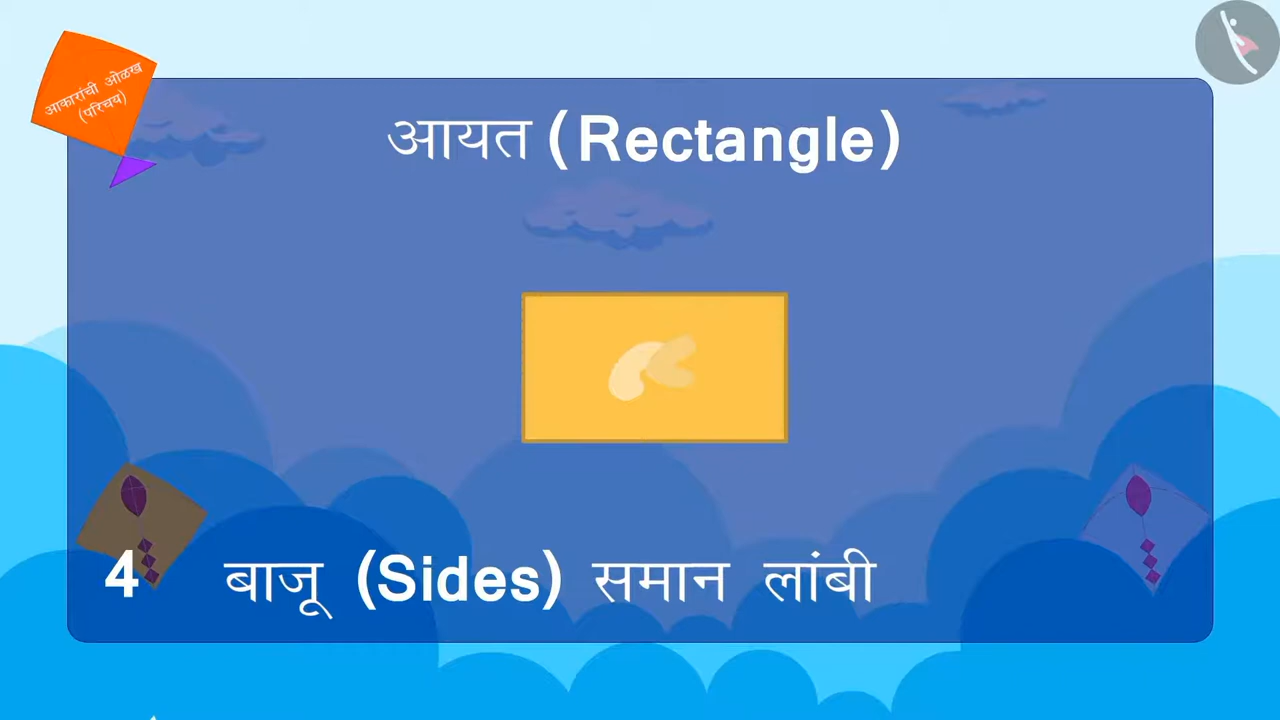 आकारांची ओळख
(परिचय)
आयत (Rectangle)
4 बाजू (Sides) समान लांबी